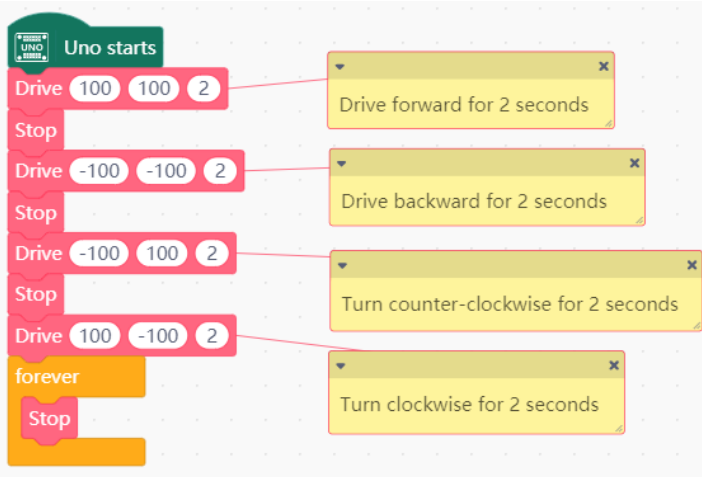 UNO Uno starts
Drive 100 100 2
Drive forward for 2 seconds
Stop
Drive -100 -100 2
Drive backward for 2 seconds
Stop
Drive -100 100 2
Turn counter-clockwise for 2 seconds
Stop
Drive 100 -100 2
Turn clockwise for 2 seconds
forever
Stop